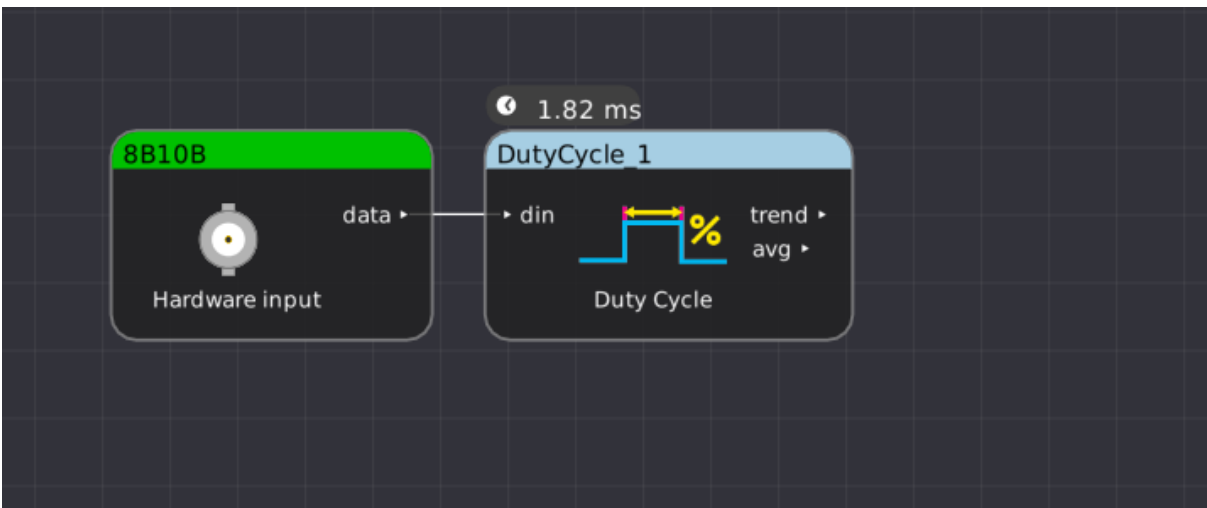 1.82 ms
8B10B
DutyCycle_1
data
din
%
trend
avg
Hardware input
Duty Cycle